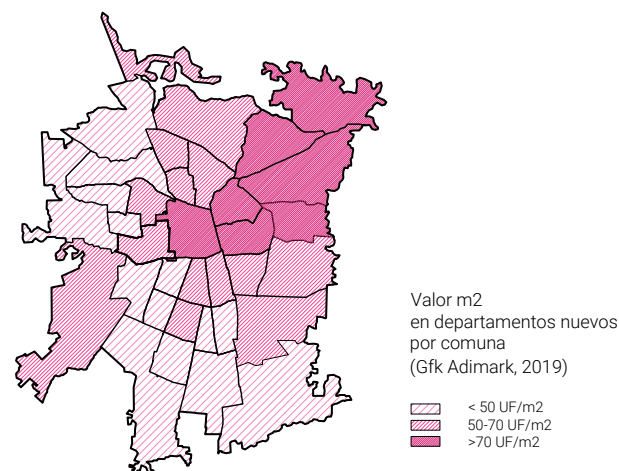 Valor m2
en departamentos nuevos
por comuna
(Gfk Adimark, 2019)
< 50 UF/m2
50-70 UF/m2
>70 UF/m2